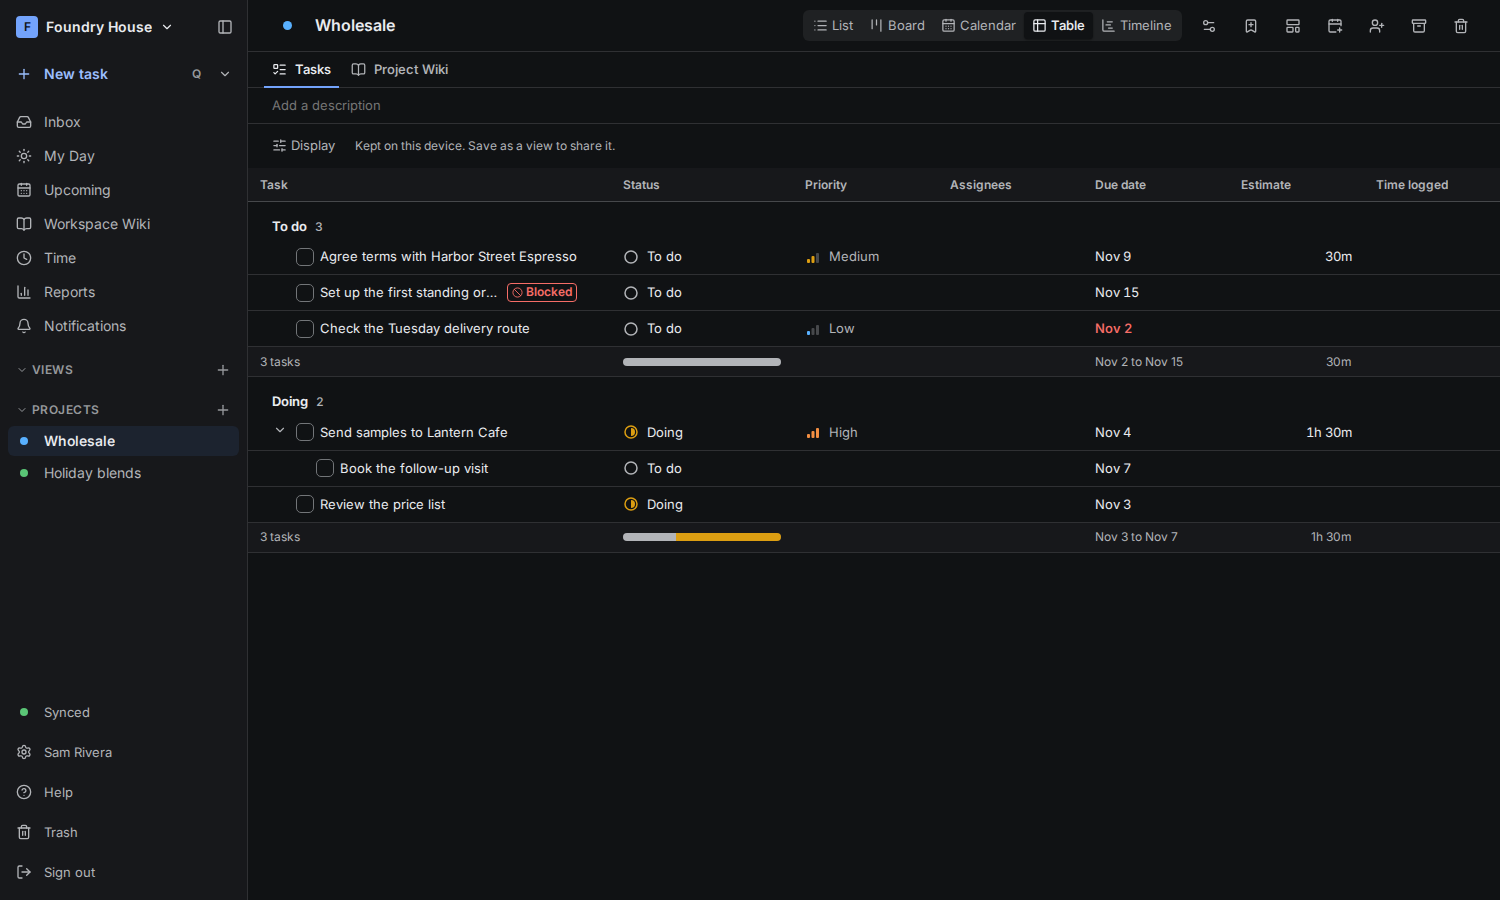 F Foundry House
New task Q
Inbox
My Day
Upcoming
Workspace Wiki
Time
Reports
Notifications
VIEWS
PROJECTS
Wholesale
Holiday blends
Synced
Sam Rivera
Help
Trash
Sign out
Wholesale
List Board Calendar Table Timeline
Tasks Project Wiki
Add a description
Display Kept on this device. Save as a view to share it.
Task Status Priority Assignees Due date Estimate Time logged
To do 3
Agree terms with Harbor Street Espresso To do Medium Nov 9 30m
Set up the first standing or... Blocked To do Nov 15
Check the Tuesday delivery route To do Low Nov 2
3 tasks Nov 2 to Nov 15 30m
Doing 2
Send samples to Lantern Cafe Doing High Nov 4 1h 30m
Book the follow-up visit To do Nov 7
Review the price list Doing Nov 3
3 tasks Nov 3 to Nov 7 1h 30m